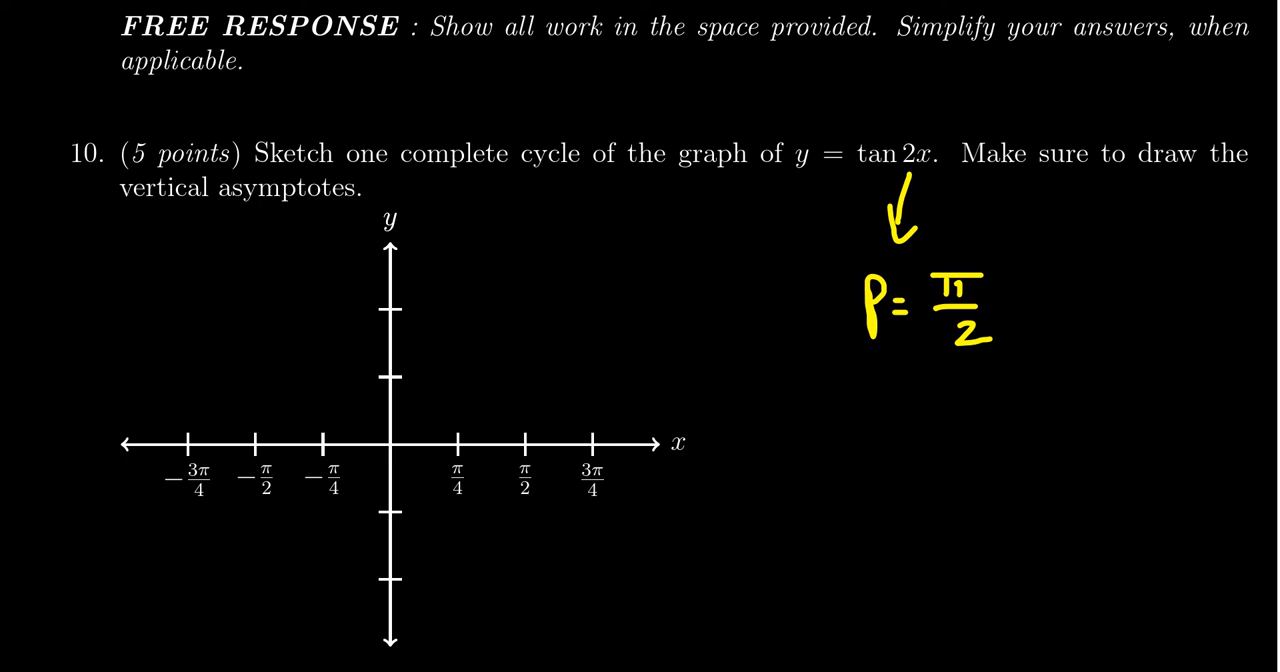 FREE RESPONSE : Show all work in the space provided. Simplify your answers, when
applicable.
10. (5 points) Sketch one complete cycle of the graph of y = tan 2x. Make sure to draw the
vertical asymptotes.
y
P = π/2
x
−3π/4 −π/2 −π/4 π/4 π/2 3π/4